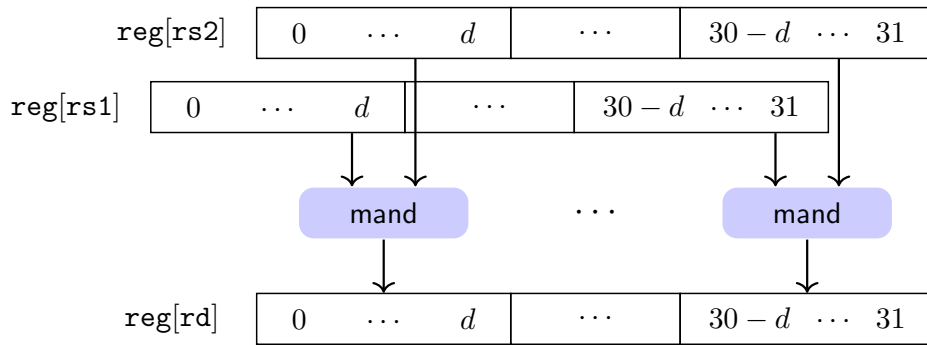 reg[rs2] 0 ⋯ d ⋯ 30 − d ⋯ 31
reg[rs1] 0 ⋯ d ⋯ 30 − d ⋯ 31
mand ⋯ mand
reg[rd] 0 ⋯ d ⋯ 30 − d ⋯ 31